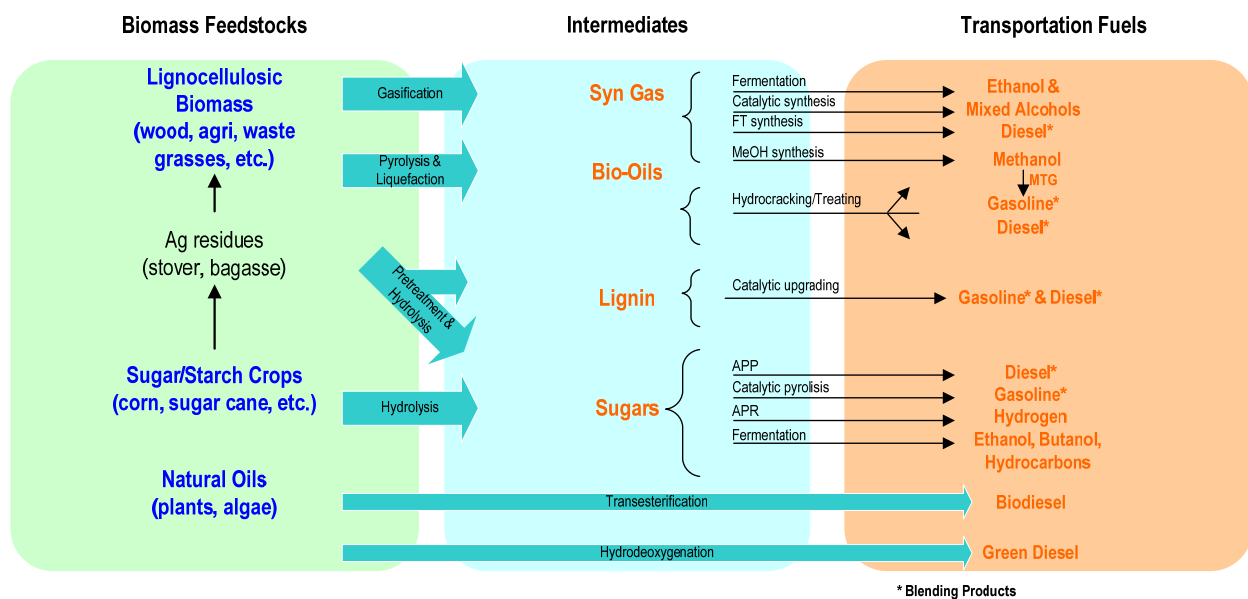 Biomass Feedstocks
Intermediates
Transportation Fuels
Lignocellulosic
Biomass
(wood, agri, waste
grasses, etc.)
Ag residues
(stover, bagasse)
Sugar/Starch Crops
(corn, sugar cane, etc.)
Natural Oils
(plants, algae)
Gasification
Pyrolysis &
Liquefaction
Pretreatment &
Hydrolysis
Hydrolysis
Syn Gas
Bio-Oils
Lignin
Sugars
Fermentation
Catalytic synthesis
FT synthesis
MeOH synthesis
Hydrocracking/Treating
Catalytic upgrading
APP
Catalytic pyrolisis
APR
Fermentation
Transesterification
Hydrodeoxygenation
Ethanol &
Mixed Alcohols
Diesel*
Methanol
MTG
Gasoline*
Diesel*
Gasoline* & Diesel*
Diesel*
Gasoline*
Hydrogen
Ethanol, Butanol,
Hydrocarbons
Biodiesel
Green Diesel
* Blending Products